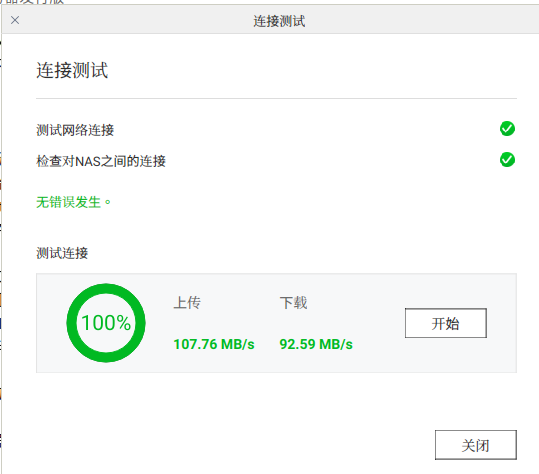 连接测试
连接测试
测试网络连接
检查对NAS之间的连接
无错误发生。
测试连接
100%
上传
下载
107.76 MB/s
92.59 MB/s
开始
关闭